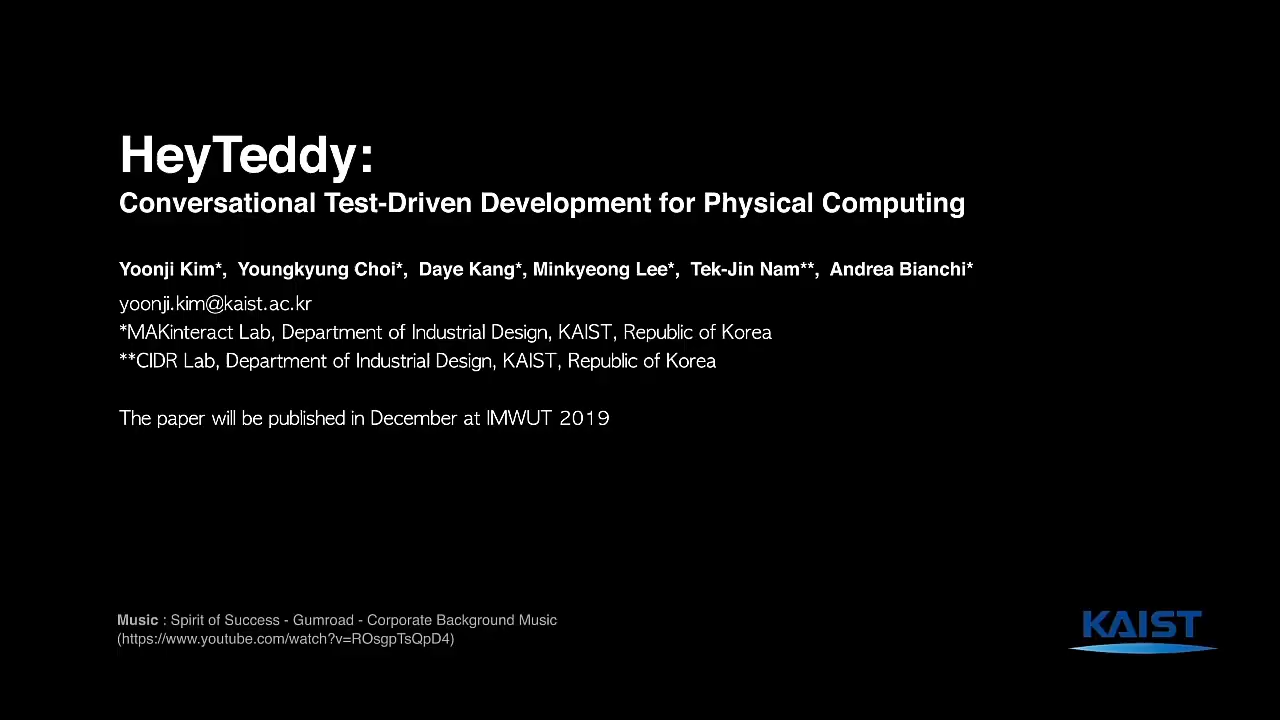 HeyTeddy:
Conversational Test-Driven Development for Physical Computing
Yoonji Kim*, Youngkyung Choi*, Daye Kang*, Minkyeong Lee*, Tek-Jin Nam**, Andrea Bianchi*
yoonji.kim@kaist.ac.kr
*MAKinteract Lab, Department of Industrial Design, KAIST, Republic of Korea
**CIDR Lab, Department of Industrial Design, KAIST, Republic of Korea
The paper will be published in December at IMWUT 2019
Music : Spirit of Success - Gumroad - Corporate Background Music
(https://www.youtube.com/watch?v=ROsgpTsQpD4)
KAIST